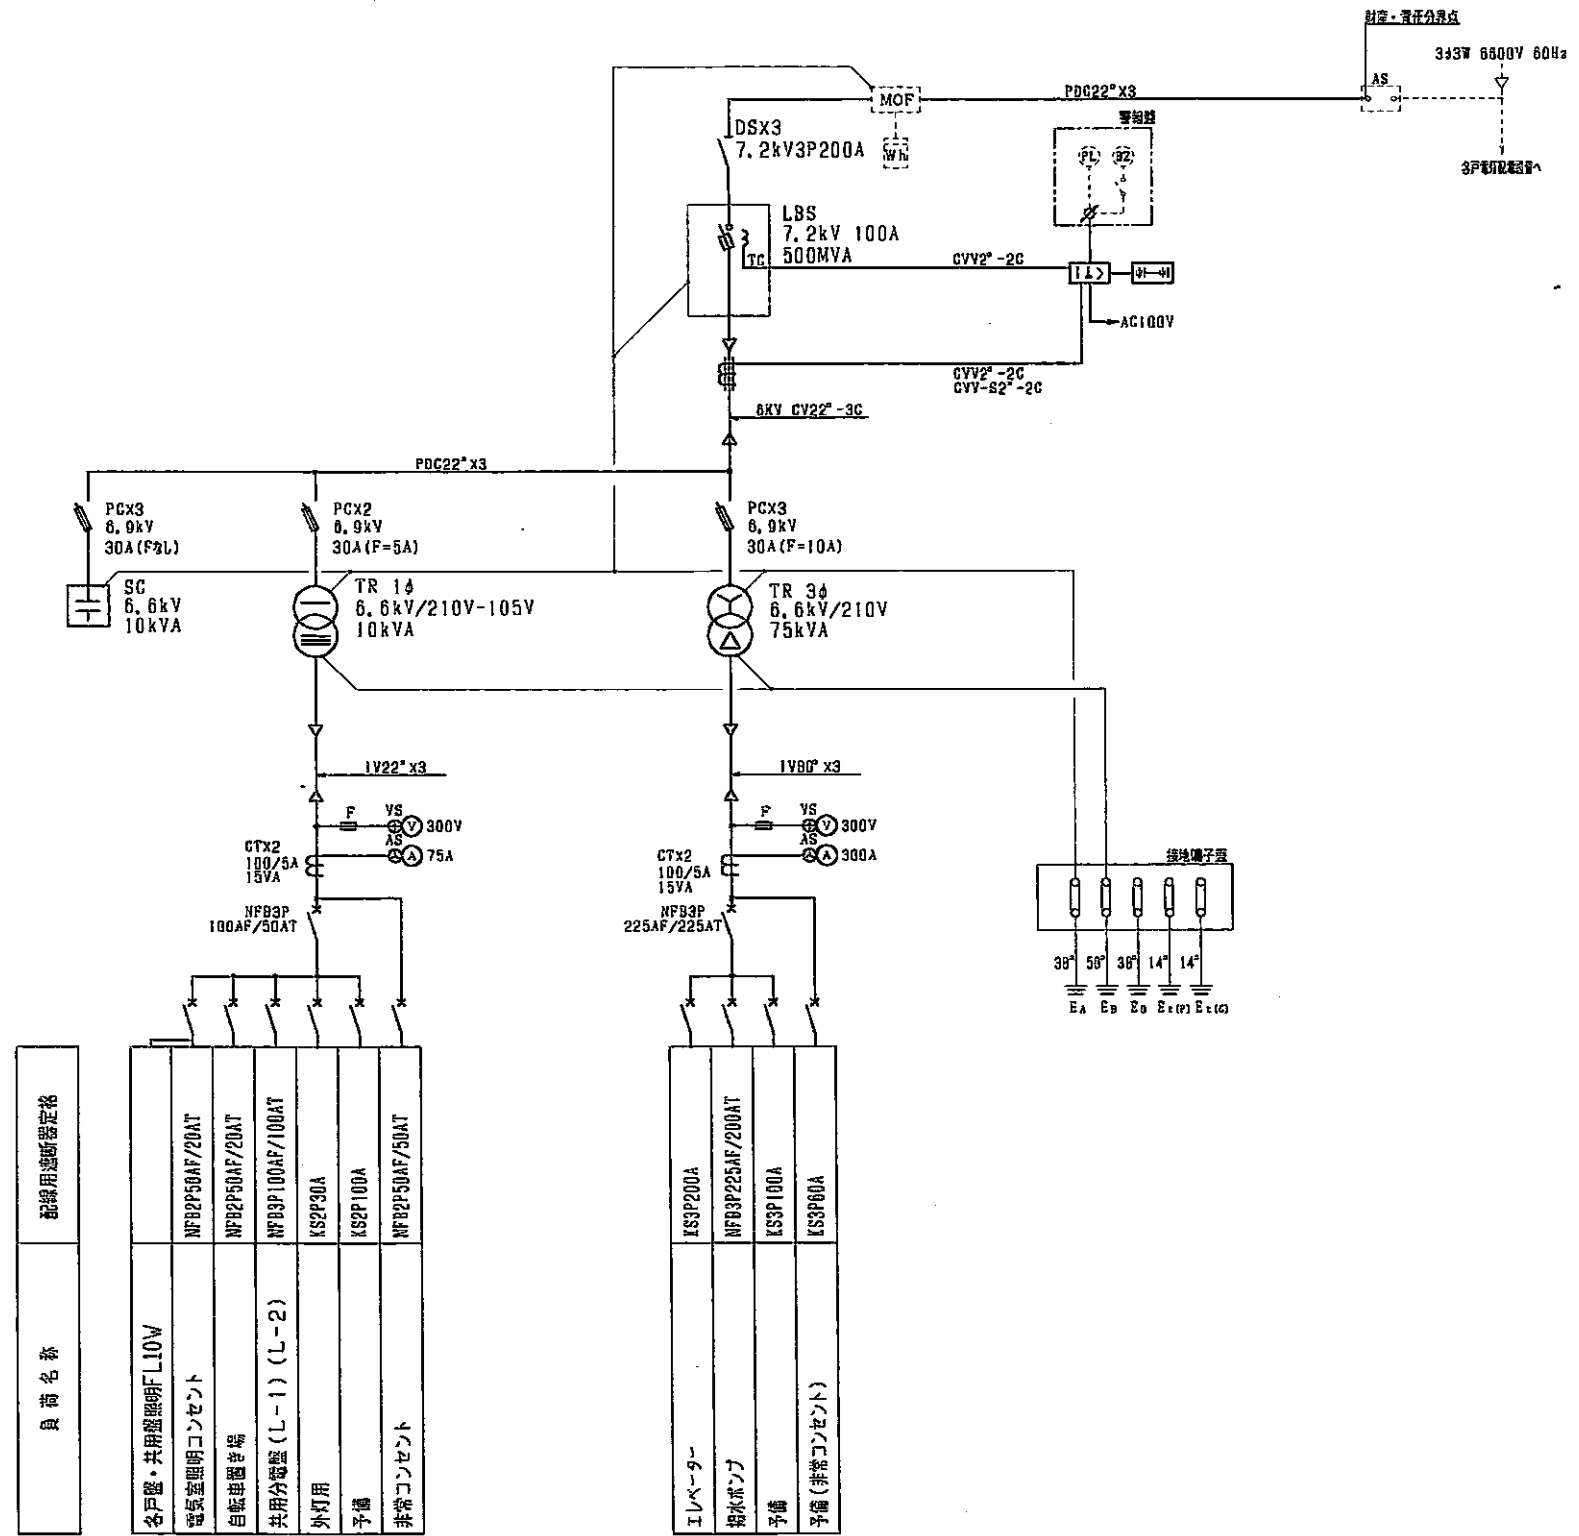 財産・責任分界点
3φ3W 6600V 60Hz
AS
PDC22°X3
MOF
Wh
各戸電灯配電設置へ
警報盤
PL
BZ
DSX3
7.2kV3P200A
LBS
7.2kV 100A
500MVA
TC
CVV2°-2C
AC100V
CVV2°-2C
CVV-S2°-2C
6KV CV22°-3C
PDC22°X3
PCX3
6.9kV
30A(Fなし)
PCX2
6.9kV
30A(F=5A)
PCX3
6.9kV
30A(F=10A)
SC
6.6kV
10kVA
TR 1φ
6.6kV/210V-105V
10kVA
TR 3φ
6.6kV/210V
75kVA
IV22°X3
IV80°X3
F
VS
V
300V
AS
A
75A
CTX2
100/5A
15VA
NFB3P
100AF/50AT
F
VS
V
300V
AS
A
300A
CTX2
100/5A
15VA
NFB3P
225AF/225AT
接地端子盤
38°
50°
38°
14°
14°
EA
EB
ED
Et(P)
Et(C)
配線用遮断器定格
負荷名称
各戸盤・共用盤照明FL10W
NFB2P50AF/20AT
電気室照明コンセント
NFB2P50AF/20AT
自転車置き場
NFB3P100AF/100AT
共用分電盤(L-1)(L-2)
KS2P30A
外灯用
KS2P100A
予備
NFB2P50AF/50AT
非常コンセント
KS3P200A
エレベーター
NFB3P225AF/200AT
揚水ポンプ
KS3P100A
予備
KS3P60A
予備(非常コンセント)